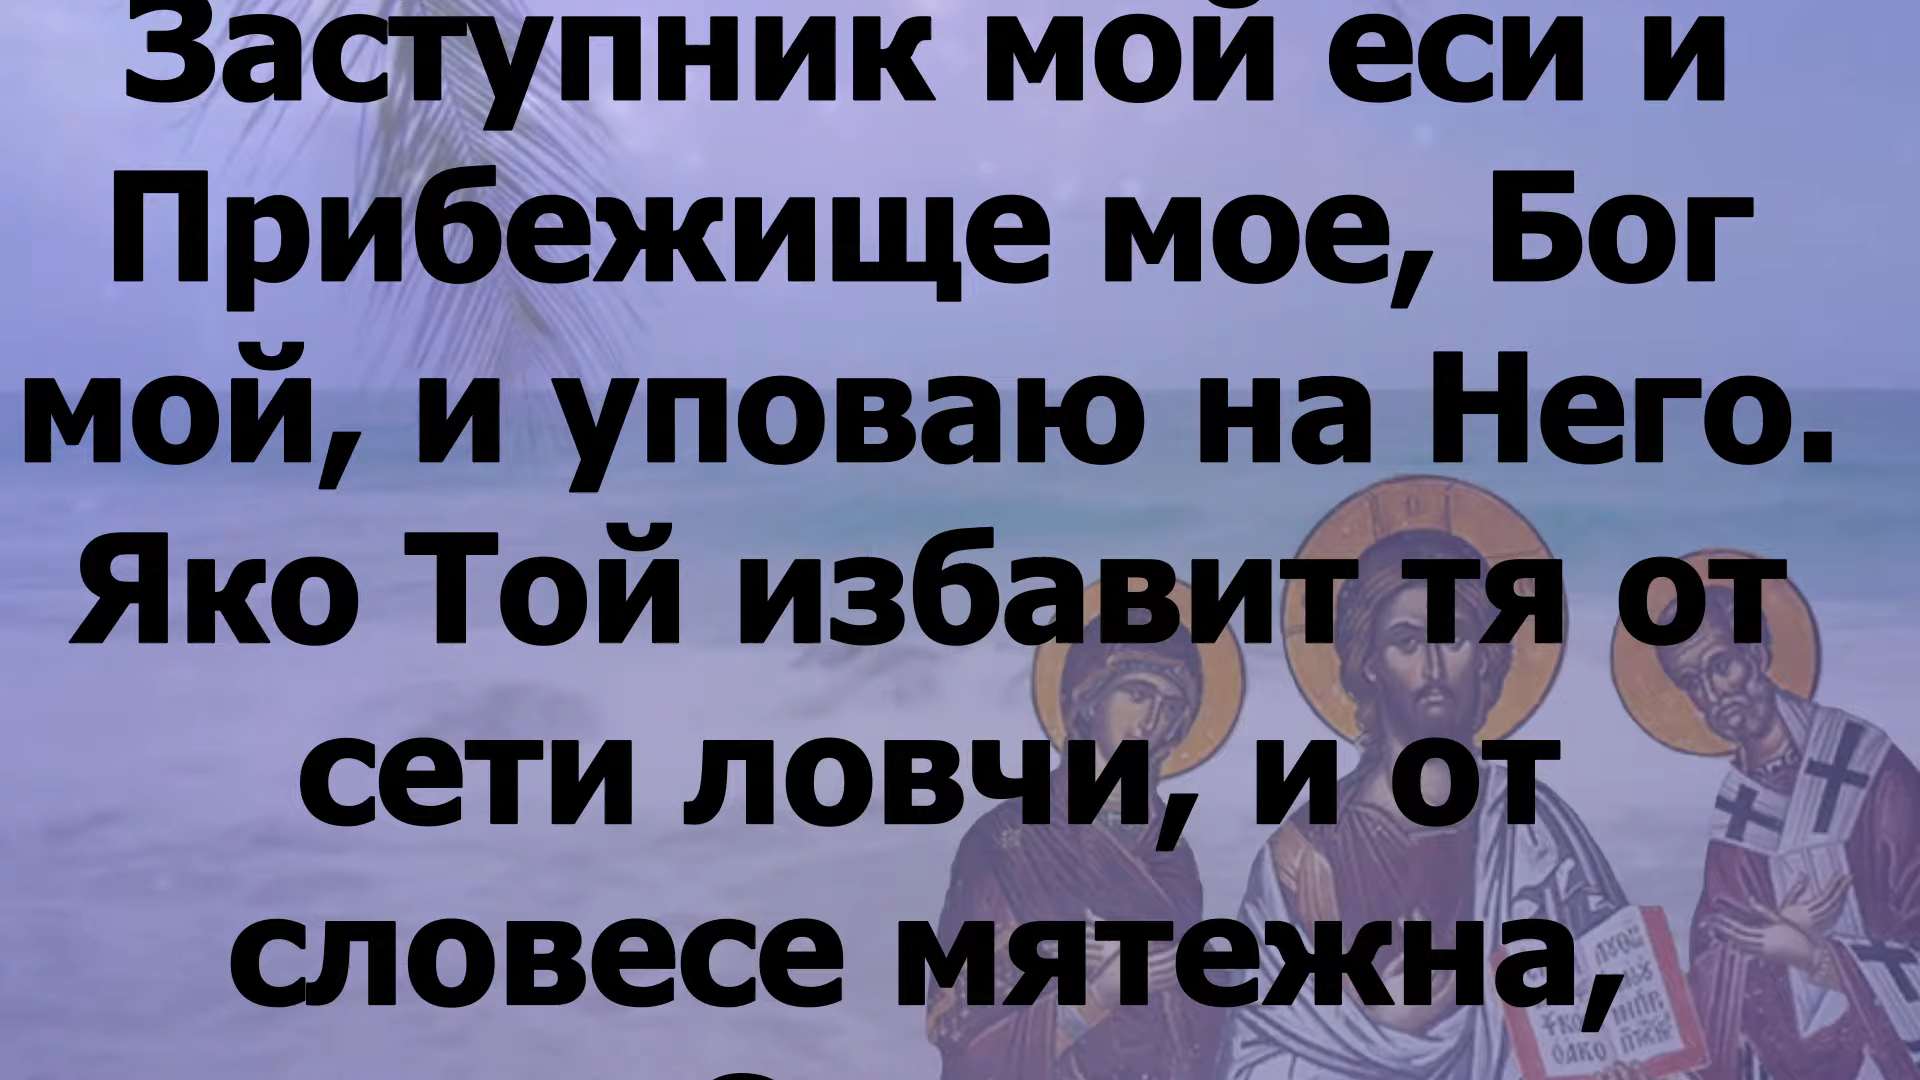 Заступник мой еси и
Прибежище мое, Бог
мой, и уповаю на Него.
Яко Той избавит тя от
сети ловчи, и от
словесе мятежна,